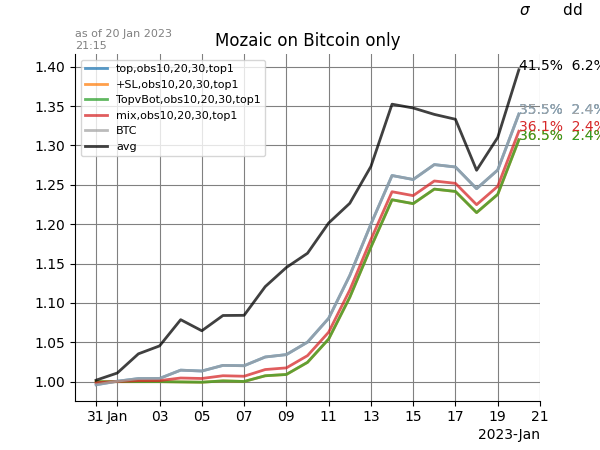 σ dd
as of 20 Jan 2023
21:15
Mozaic on Bitcoin only
top,obs10,20,30,top1
+SL,obs10,20,30,top1
TopvBot,obs10,20,30,top1
mix,obs10,20,30,top1
BTC
avg
41.5% 6.2%
35.5% 2.4%
36.1% 2.4%
36.5% 2.4%
1.40
1.35
1.30
1.25
1.20
1.15
1.10
1.05
1.00
31 Jan 03 05 07 09 11 13 15 17 19 21
2023-Jan